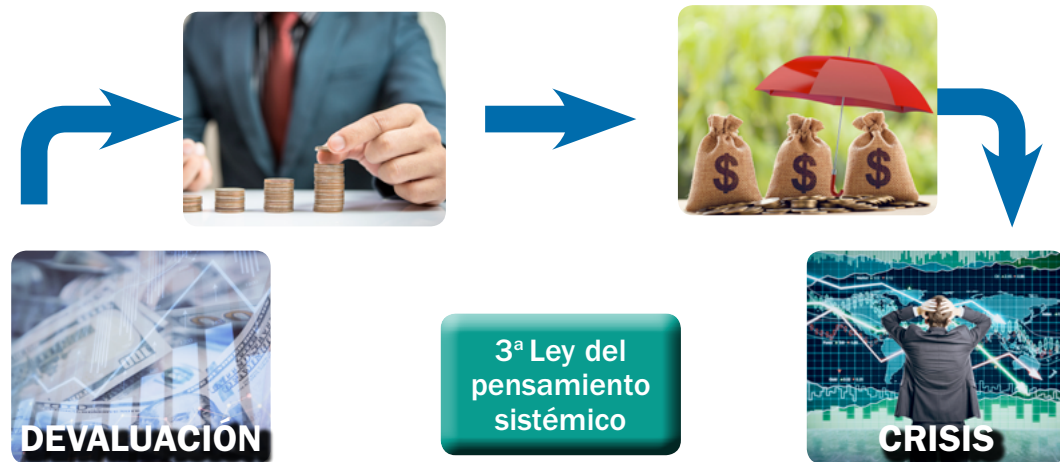 $ $ $
DEVALUACIÓN
3ª Ley del
pensamiento
sistémico
CRISIS